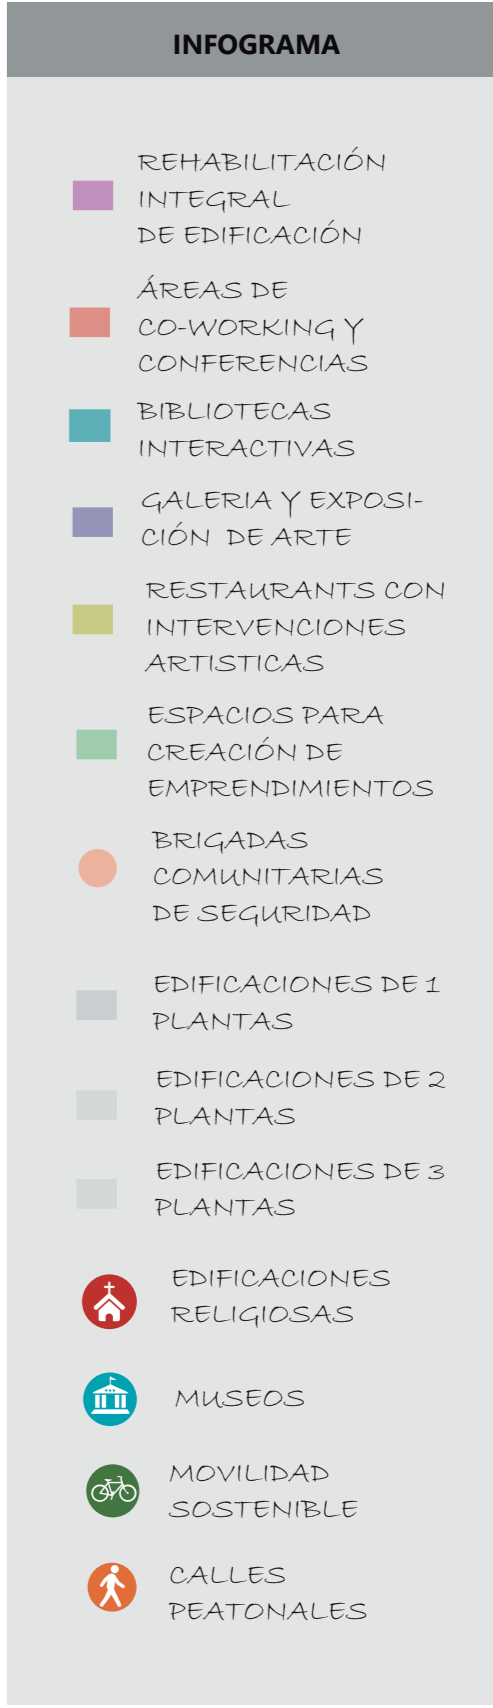 INFOGRAMA
REHABILITACIÓN
INTEGRAL
DE EDIFICACIÓN
ÁREAS DE
CO-WORKING Y
CONFERENCIAS
BIBLIOTECAS
INTERACTIVAS
GALERIA Y EXPOSI-
CIÓN DE ARTE
RESTAURANTS CON
INTERVENCIONES
ARTISTICAS
ESPACIOS PARA
CREACIÓN DE
EMPRENDIMIENTOS
BRIGADAS
COMUNITARIAS
DE SEGURIDAD
EDIFICACIONES DE 1
PLANTAS
EDIFICACIONES DE 2
PLANTAS
EDIFICACIONES DE 3
PLANTAS
EDIFICACIONES
RELIGIOSAS
MUSEOS
MOVILIDAD
SOSTENIBLE
CALLES
PEATONALES